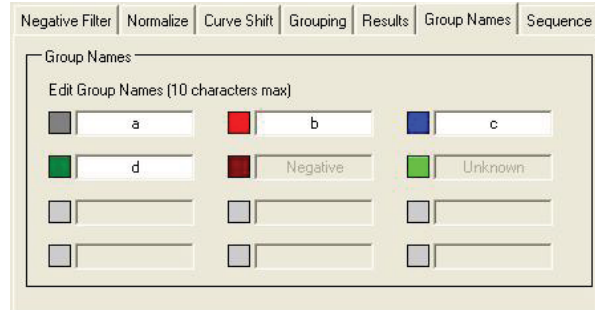 Negative Filter Normalize Curve Shift Grouping Results Group Names Sequence
Group Names
Edit Group Names (10 characters max)
a b c
d Negative Unknown